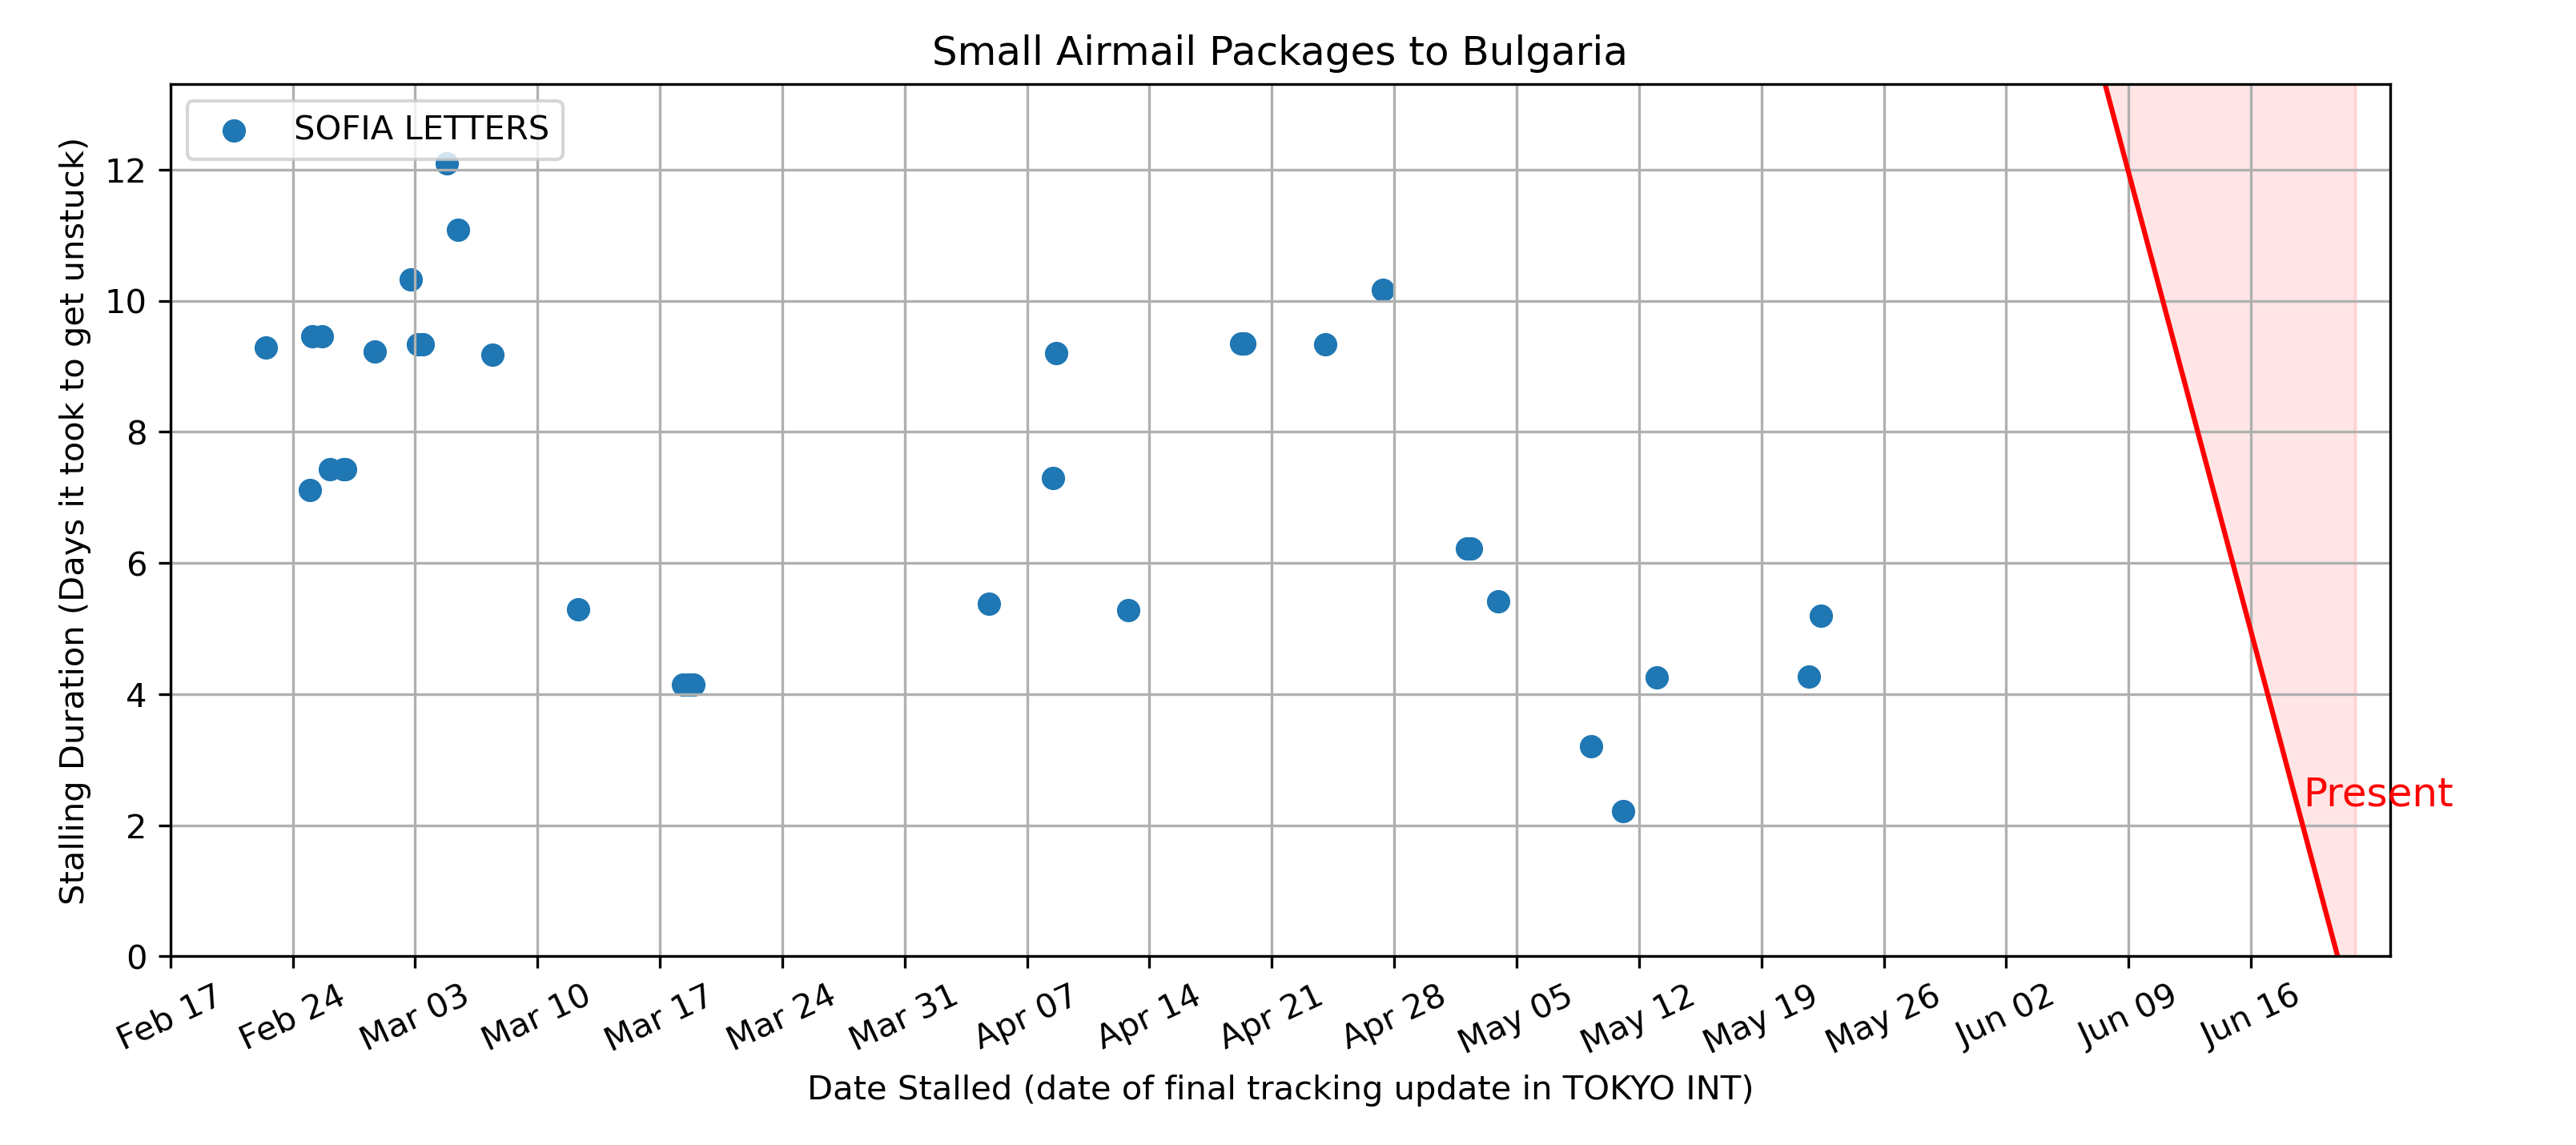 Small Airmail Packages to Bulgaria
SOFIA LETTERS
Stalling Duration (Days it took to get unstuck)
12
10
8
6
4
2
0
Present
Feb 17
Feb 24
Mar 03
Mar 10
Mar 17
Mar 24
Mar 31
Apr 07
Apr 14
Apr 21
Apr 28
May 05
May 12
May 19
May 26
Jun 02
Jun 09
Jun 16
Date Stalled (date of final tracking update in TOKYO INT)